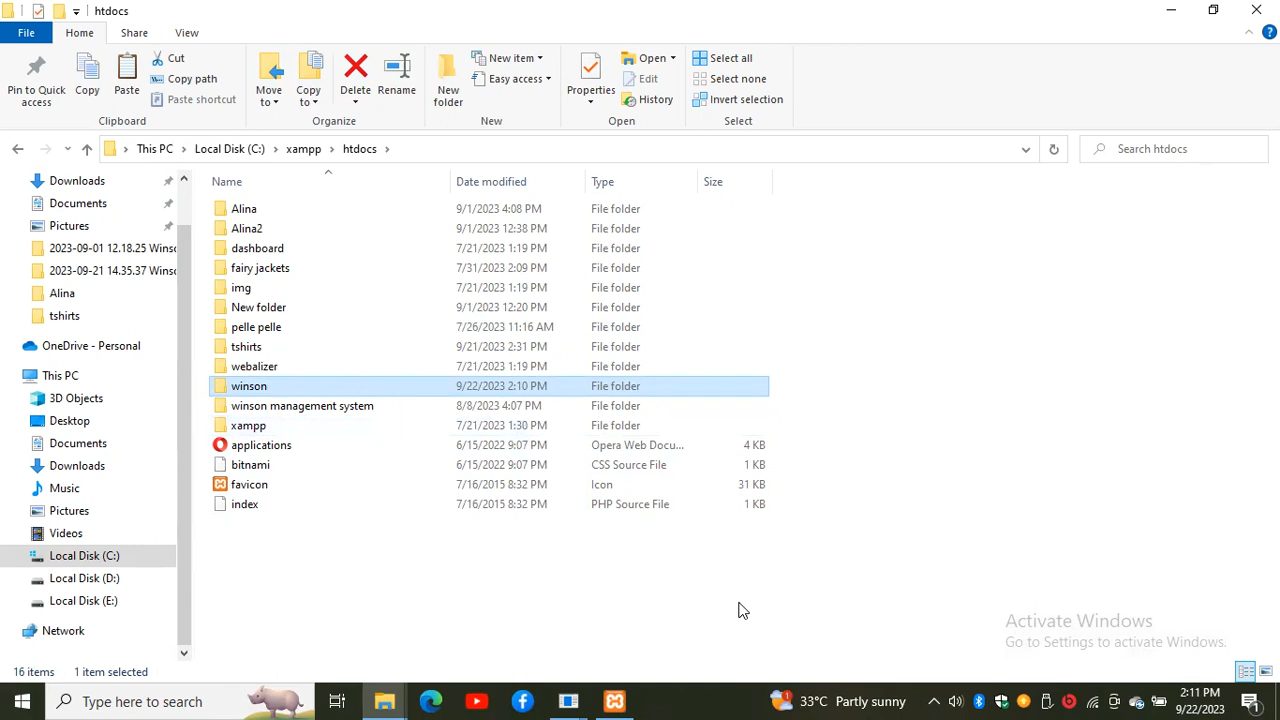 htdocs
File Home Share View
Pin to Quick access
Copy
Paste
Cut
Copy path
Paste shortcut
Clipboard
Move to
Copy to
Delete
Rename
Organize
New folder
New item
Easy access
New
Properties
Open
Edit
History
Open
Select all
Select none
Invert selection
Select
This PC Local Disk (C:) xampp htdocs
Search htdocs
Downloads
Documents
Pictures
2023-09-01 12.18.25 Winso
2023-09-21 14.35.37 Winso
Alina
tshirts
OneDrive - Personal
This PC
3D Objects
Desktop
Documents
Downloads
Music
Pictures
Videos
Local Disk (C:)
Local Disk (D:)
Local Disk (E:)
Network
Name Date modified Type Size
Alina 9/1/2023 4:08 PM File folder
Alina2 9/1/2023 12:38 PM File folder
dashboard 7/21/2023 1:19 PM File folder
fairy jackets 7/31/2023 2:09 PM File folder
img 7/21/2023 1:19 PM File folder
New folder 9/1/2023 12:20 PM File folder
pelle pelle 7/26/2023 11:16 AM File folder
tshirts 9/21/2023 2:31 PM File folder
webalizer 7/21/2023 1:19 PM File folder
winson 9/22/2023 2:10 PM File folder
winson management system 8/8/2023 4:07 PM File folder
xampp 7/21/2023 1:30 PM File folder
applications 6/15/2022 9:07 PM Opera Web Docu... 4 KB
bitnami 6/15/2022 9:07 PM CSS Source File 1 KB
favicon 7/16/2015 8:32 PM Icon 31 KB
index 7/16/2015 8:32 PM PHP Source File 1 KB
Activate Windows
Go to Settings to activate Windows.
16 items 1 item selected
Type here to search
33°C Partly sunny
2:11 PM
9/22/2023